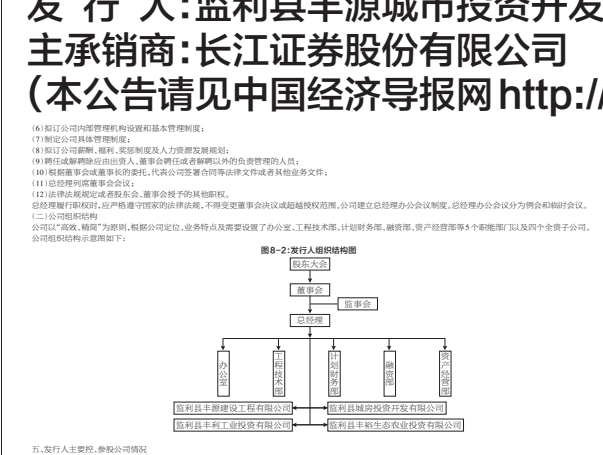 发 行 人:监利县丰源城市投资开发
主承销商:长江证券股份有限公司
(本公告请见中国经济导报网http://
(6)拟订公司内部管理机构设置和基本管理制度;
(7)制定公司具体管理制度;
(8)拟订公司薪酬、福利、奖惩制度及人力资源发展规划;
(9)聘任或解聘除应由出资人、董事会聘任或者解聘以外的负责管理的人员;
(10)根据董事会或董事长的委托,代表公司签署合同等法律文件或者其他业务文件;
(11)总经理列席董事会会议;
(12)法律法规规定或者股东会、董事会授予的其他职权。
总经理履行职权时,应严格遵守国家的法律法规,不得变更董事会决议或超越授权范围。公司建立总经理办公会议制度,总经理办公会议分为例会和临时会议。
(二)公司组织结构
公司以“高效、精简”为原则,根据公司定位、业务特点及需要设置了办公室、工程技术部、计划财务部、融资部、资产经营部等5个职能部门以及四个全资子公司。
公司组织结构示意图如下:
图8-2:发行人组织结构图
股东大会
董事会
监事会
总经理
办公室
工程技术部
计划财务部
融资部
资产经营部
监利县丰源建设工程有限公司
监利县城房投资开发有限公司
监利县丰利工业投资有限公司
监利县丰裕生态农业投资有限公司
五、发行人主要控、参股公司情况